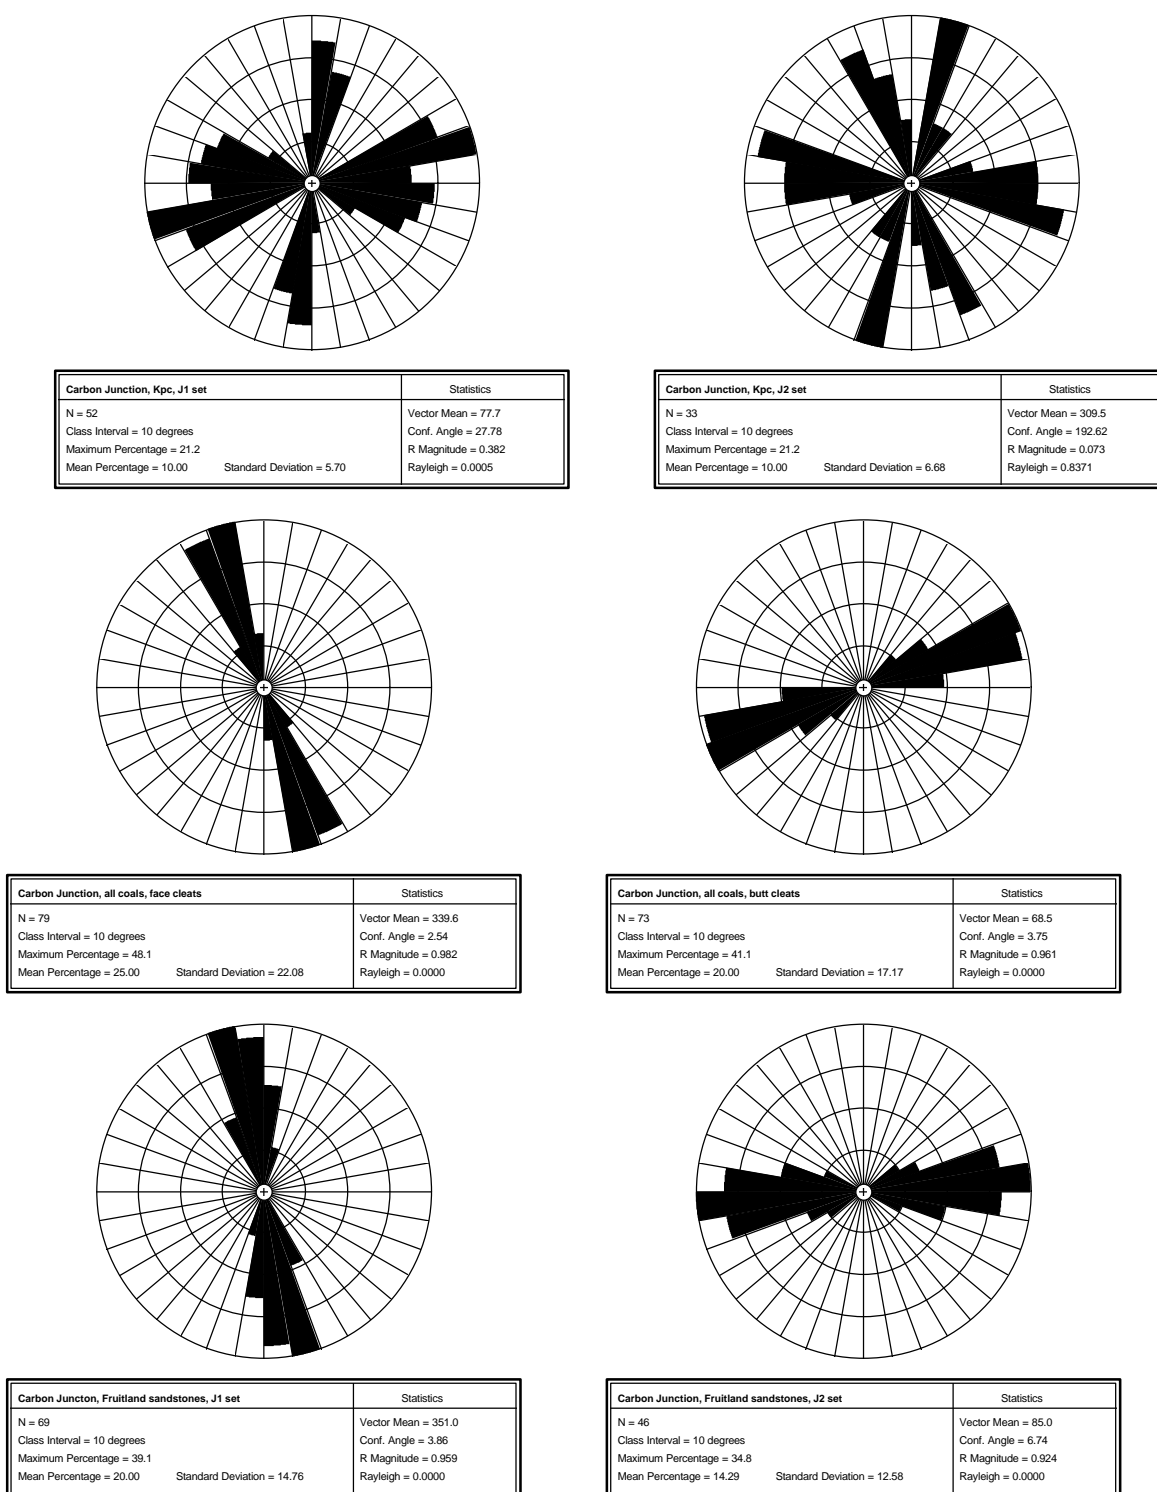 Carbon Junction, Kpc, J1 set Statistics
N = 52 Vector Mean = 77.7
Class Interval = 10 degrees Conf. Angle = 27.78
Maximum Percentage = 21.2 R Magnitude = 0.382
Mean Percentage = 10.00 Standard Deviation = 5.70 Rayleigh = 0.0005
Carbon Junction, Kpc, J2 set Statistics
N = 33 Vector Mean = 309.5
Class Interval = 10 degrees Conf. Angle = 192.62
Maximum Percentage = 21.2 R Magnitude = 0.073
Mean Percentage = 10.00 Standard Deviation = 6.68 Rayleigh = 0.8371
Carbon Junction, all coals, face cleats Statistics
N = 79 Vector Mean = 339.6
Class Interval = 10 degrees Conf. Angle = 2.54
Maximum Percentage = 48.1 R Magnitude = 0.982
Mean Percentage = 25.00 Standard Deviation = 22.08 Rayleigh = 0.0000
Carbon Junction, all coals, butt cleats Statistics
N = 73 Vector Mean = 68.5
Class Interval = 10 degrees Conf. Angle = 3.75
Maximum Percentage = 41.1 R Magnitude = 0.961
Mean Percentage = 20.00 Standard Deviation = 17.17 Rayleigh = 0.0000
Carbon Juncton, Fruitland sandstones, J1 set Statistics
N = 69 Vector Mean = 351.0
Class Interval = 10 degrees Conf. Angle = 3.86
Maximum Percentage = 39.1 R Magnitude = 0.959
Mean Percentage = 20.00 Standard Deviation = 14.76 Rayleigh = 0.0000
Carbon Junction, Fruitland sandstones, J2 set Statistics
N = 46 Vector Mean = 85.0
Class Interval = 10 degrees Conf. Angle = 6.74
Maximum Percentage = 34.8 R Magnitude = 0.924
Mean Percentage = 14.29 Standard Deviation = 12.58 Rayleigh = 0.0000